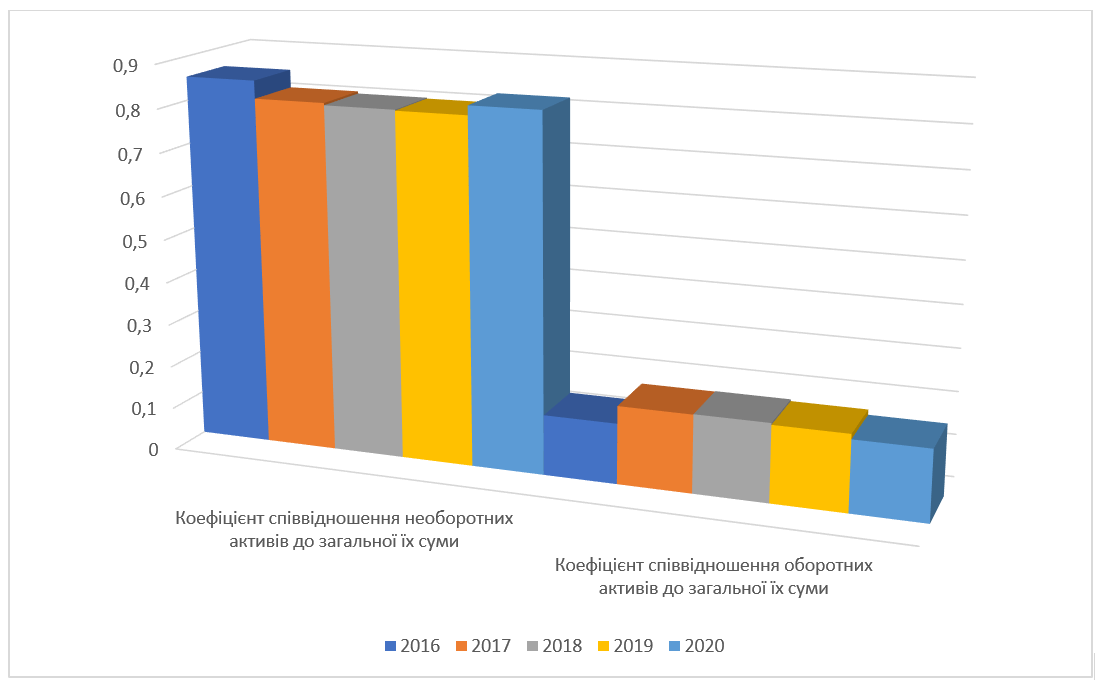 0,9
0,8
0,7
0,6
0,5
0,4
0,3
0,2
0,1
0
Коефіцієнт співвідношення необоротних
активів до загальної їх суми
Коефіцієнт співвідношення оборотних
активів до загальної їх суми
2016 2017 2018 2019 2020